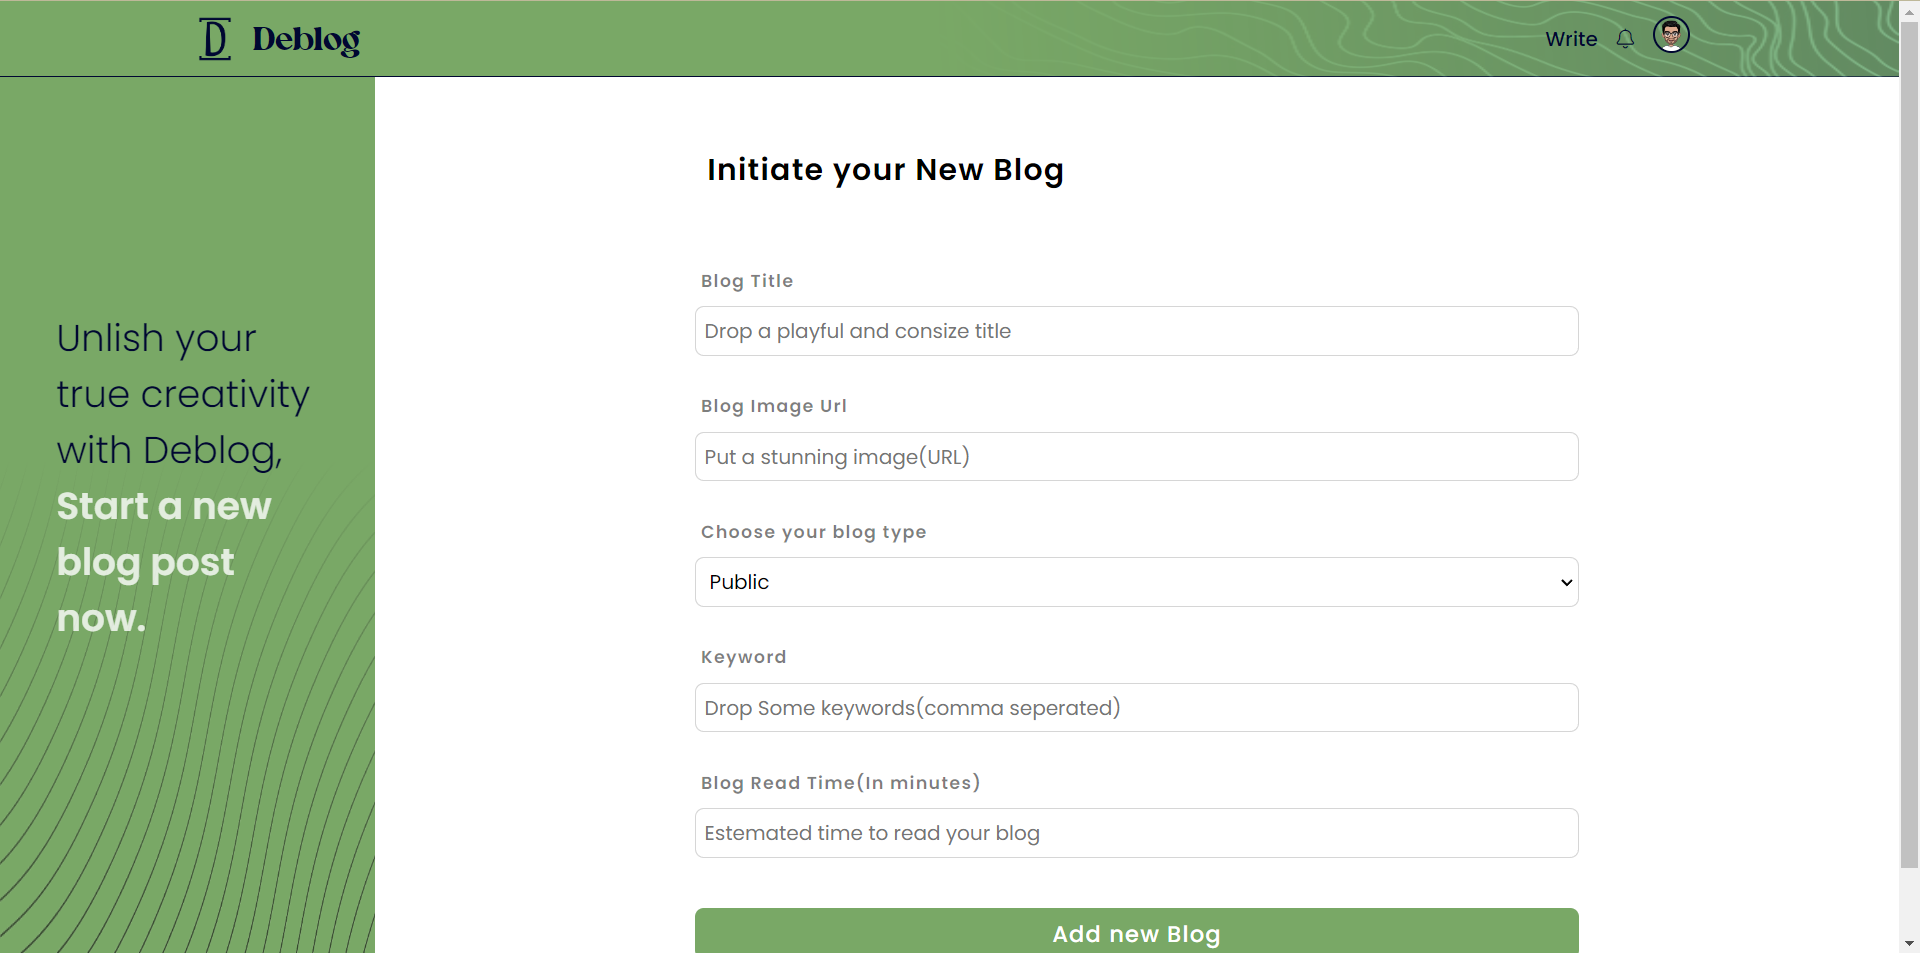 D Deblog
Write
Unlish your
true creativity
with Deblog,
Start a new
blog post
now.
Initiate your New Blog
Blog Title
Drop a playful and consize title
Blog Image Url
Put a stunning image(URL)
Choose your blog type
Public
Keyword
Drop Some keywords(comma seperated)
Blog Read Time(In minutes)
Estemated time to read your blog
Add new Blog